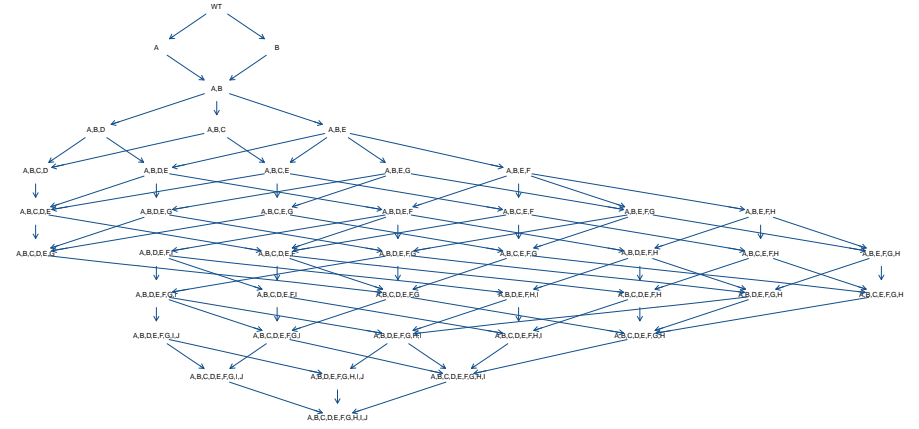 WT
A
B
A,B
A,B,D
A,B,C
A,B,E
A,B,C,D
A,B,D,E
A,B,C,E
A,B,E,G
A,B,E,F
A,B,C,D,E
A,B,D,E,G
A,B,C,E,G
A,B,D,E,F
A,B,C,E,F
A,B,E,F,G
A,B,E,F,H
A,B,C,D,E,G
A,B,D,E,F,I
A,B,C,D,E,F
A,B,D,E,F,G
A,B,C,E,F,G
A,B,D,E,F,H
A,B,C,E,F,H
A,B,E,F,G,H
A,B,D,E,F,G,I
A,B,C,D,E,F,I
A,B,C,D,E,F,G
A,B,D,E,F,H,I
A,B,C,D,E,F,H
A,B,D,E,F,G,H
A,B,C,E,F,G,H
A,B,D,E,F,G,I,J
A,B,C,D,E,F,G,I
A,B,D,E,F,G,H,I
A,B,C,D,E,F,H,I
A,B,C,D,E,F,G,H
A,B,C,D,E,F,G,I,J
A,B,D,E,F,G,H,I,J
A,B,C,D,E,F,G,H,I
A,B,C,D,E,F,G,H,I,J